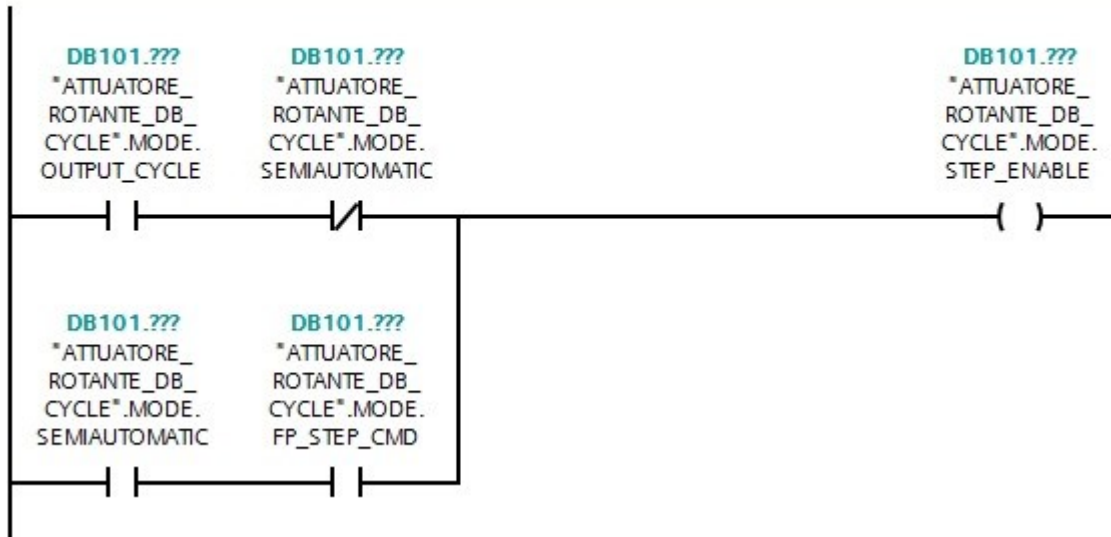 DB101.???
"ATTUATORE_
ROTANTE_DB_
CYCLE".MODE.
OUTPUT_CYCLE
DB101.???
"ATTUATORE_
ROTANTE_DB_
CYCLE".MODE.
SEMIAUTOMATIC
DB101.???
"ATTUATORE_
ROTANTE_DB_
CYCLE".MODE.
STEP_ENABLE
DB101.???
"ATTUATORE_
ROTANTE_DB_
CYCLE".MODE.
SEMIAUTOMATIC
DB101.???
"ATTUATORE_
ROTANTE_DB_
CYCLE".MODE.
FP_STEP_CMD